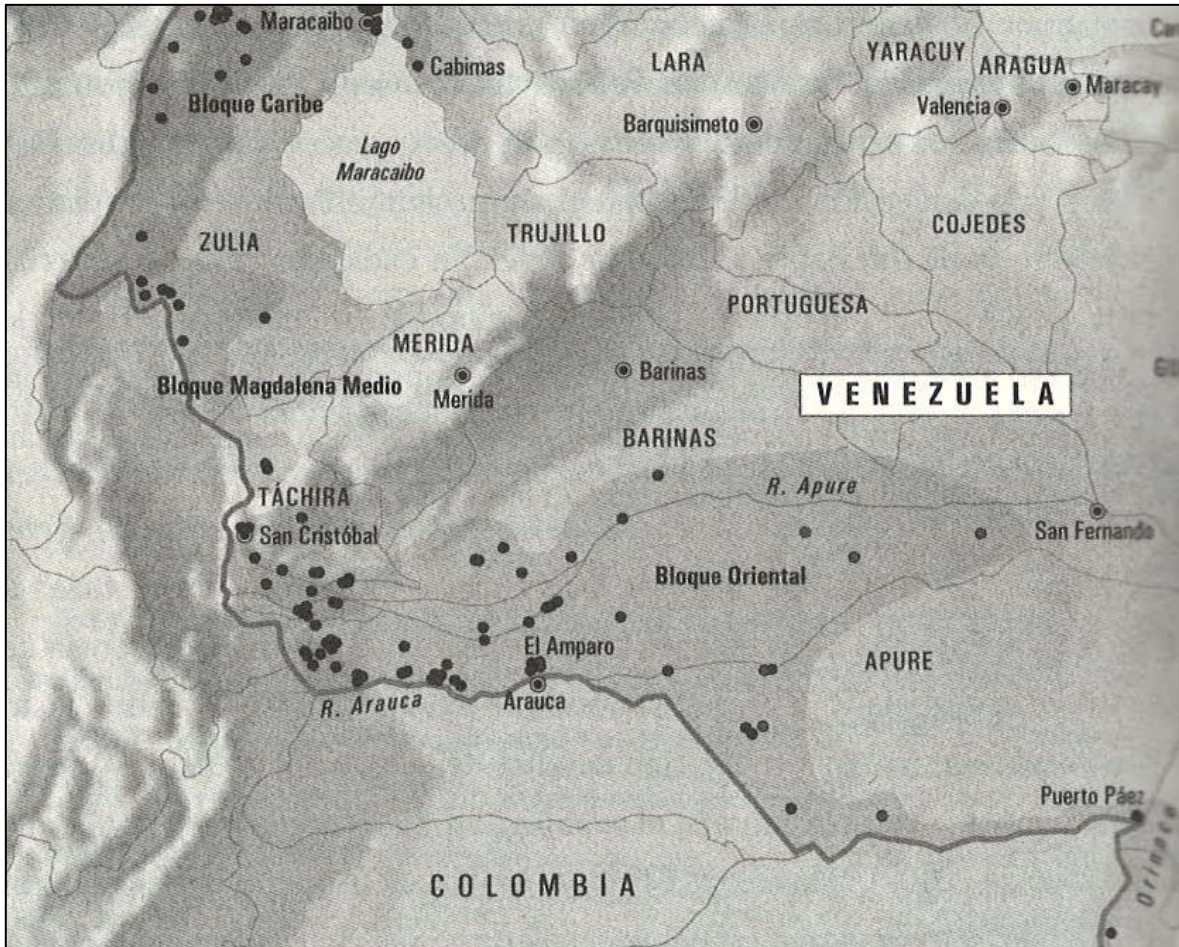 Maracaibo
Cabimas
LARA
YARACUY
ARAGUA
Maracay
Valencia
Bloque Caribe
Barquisimeto
Lago
Maracaibo
ZULIA
TRUJILLO
COJEDES
PORTUGUESA
MERIDA
Bloque Magdalena Medio
Merida
Barinas
VENEZUELA
BARINAS
R. Apure
TÁCHIRA
San Cristóbal
San Fernando
Bloque Oriental
El Amparo
APURE
R. Arauca
Arauca
Puerto Páez
COLOMBIA
Orinoco